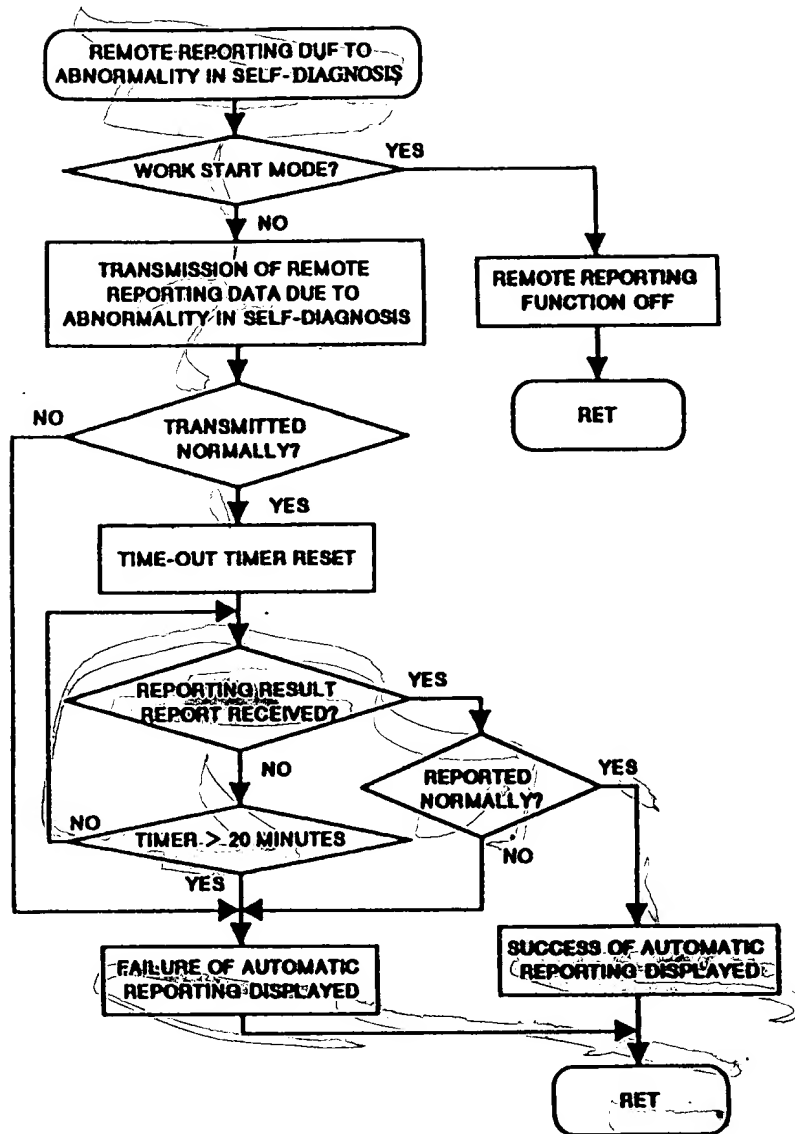 REMOTE REPORTING DUF TO
ABNORMALITY IN SELF-DIAGNOSIS
WORK START MODE?
YES
NO
TRANSMISSION OF REMOTE
REPORTING DATA DUE TO
ABNORMALITY IN SELF-DIAGNOSIS
REMOTE REPORTING
FUNCTION OFF
RET
NO
TRANSMITTED
NORMALLY?
YES
TIME-OUT TIMER RESET
REPORTING RESULT
REPORT RECEIVED?
YES
NO
REPORTED
NORMALLY?
YES
NO
NO
TIMER > 20 MINUTES
YES
FAILURE OF AUTOMATIC
REPORTING DISPLAYED
SUCCESS OF AUTOMATIC
REPORTING DISPLAYED
RET